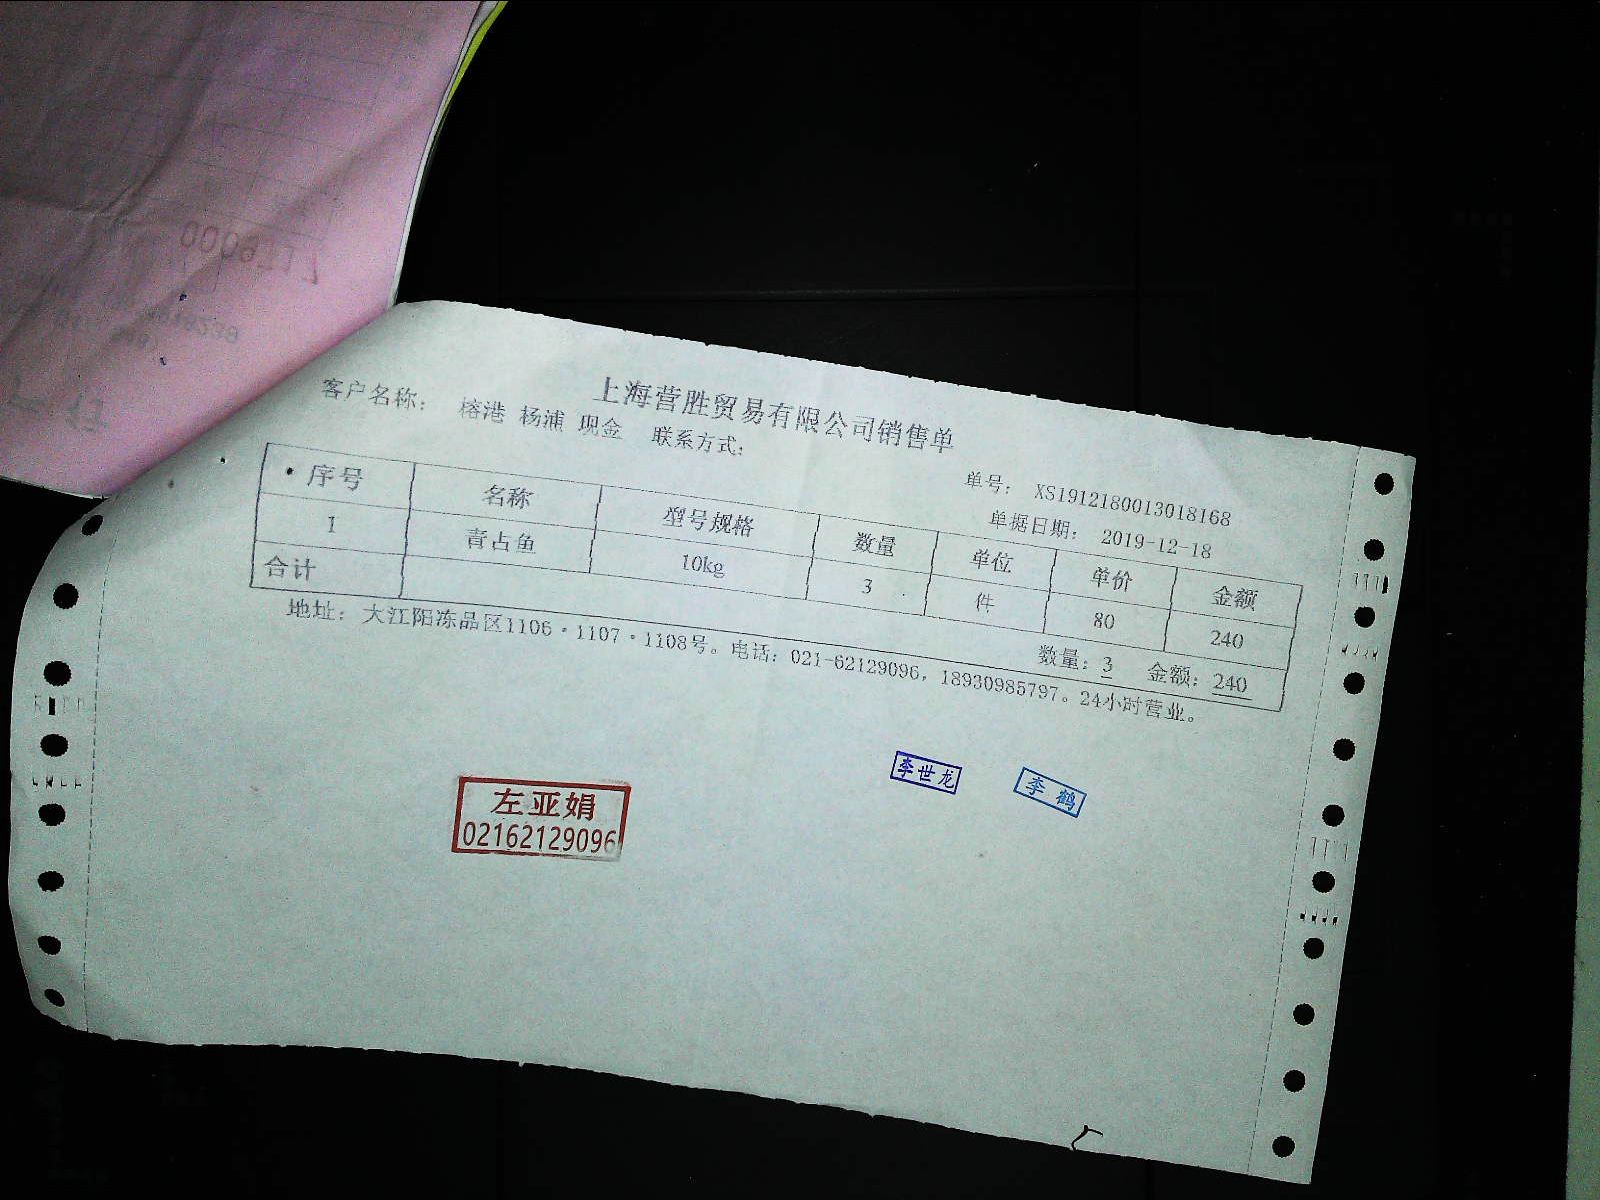 上海营胜贸易有限公司销售单
客户名称： 榕港 杨浦 现金 联系方式：
单号： XS1912180013018168
单据日期： 2019-12-18
序号 名称 型号规格 数量 单位 单价 金额
1 青占鱼 10kg 3 件 80 240
合计 数量：3 金额：240
地址：大江阳冻品区1106·1107·1108号。电话：021-62129096，18930985797。24小时营业。
李世龙 李鹤
左亚娟
02162129096